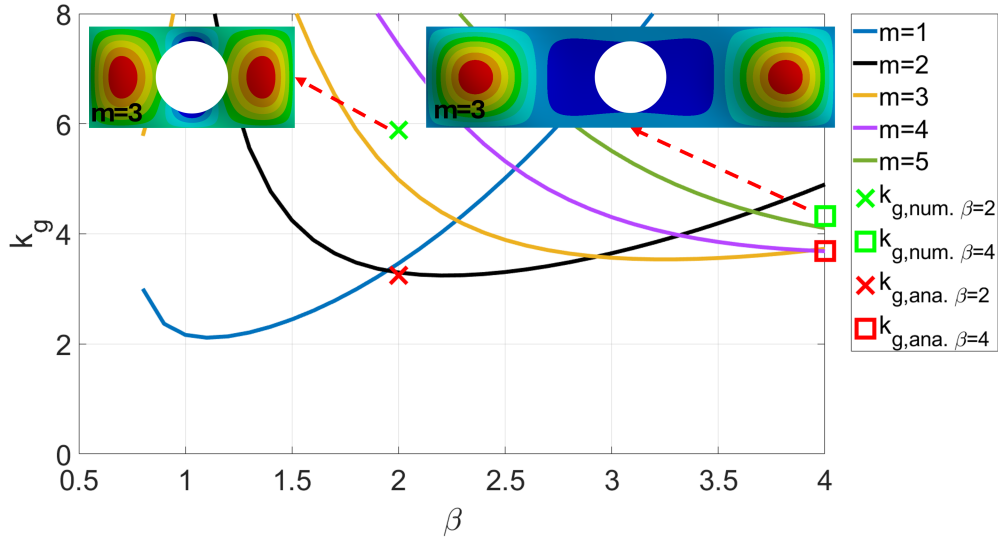 8
6
4
2
0
k_g
0.5 1 1.5 2 2.5 3 3.5 4
β
m=3
m=3
m=1
m=2
m=3
m=4
m=5
k_g,num. β=2
k_g,num. β=4
k_g,ana. β=2
k_g,ana. β=4